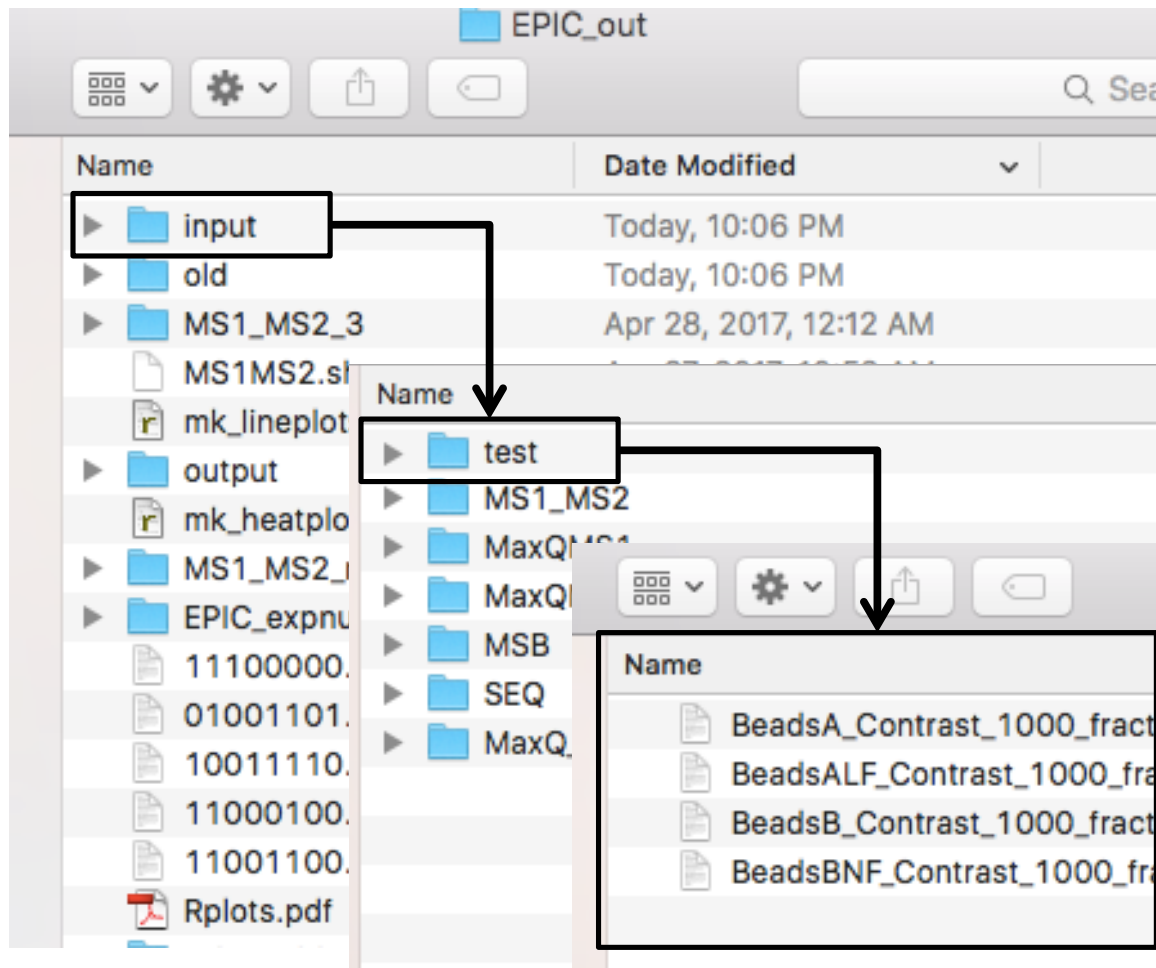 EPIC_out
Sea
Name Date Modified
input Today, 10:06 PM
old Today, 10:06 PM
MS1_MS2_3 Apr 28, 2017, 12:12 AM
MS1MS2.sh
mk_lineplot
output
mk_heatplo
MS1_MS2_
EPIC_expnu
11100000.
01001101.
10011110.
11000100.
11001100.
Rplots.pdf
Name
test
MS1_MS2
MaxQMS1
MaxQ
MSB
SEQ
MaxQ_
Name
BeadsA_Contrast_1000_fract
BeadsALF_Contrast_1000_fra
BeadsB_Contrast_1000_fract
BeadsBNF_Contrast_1000_fra